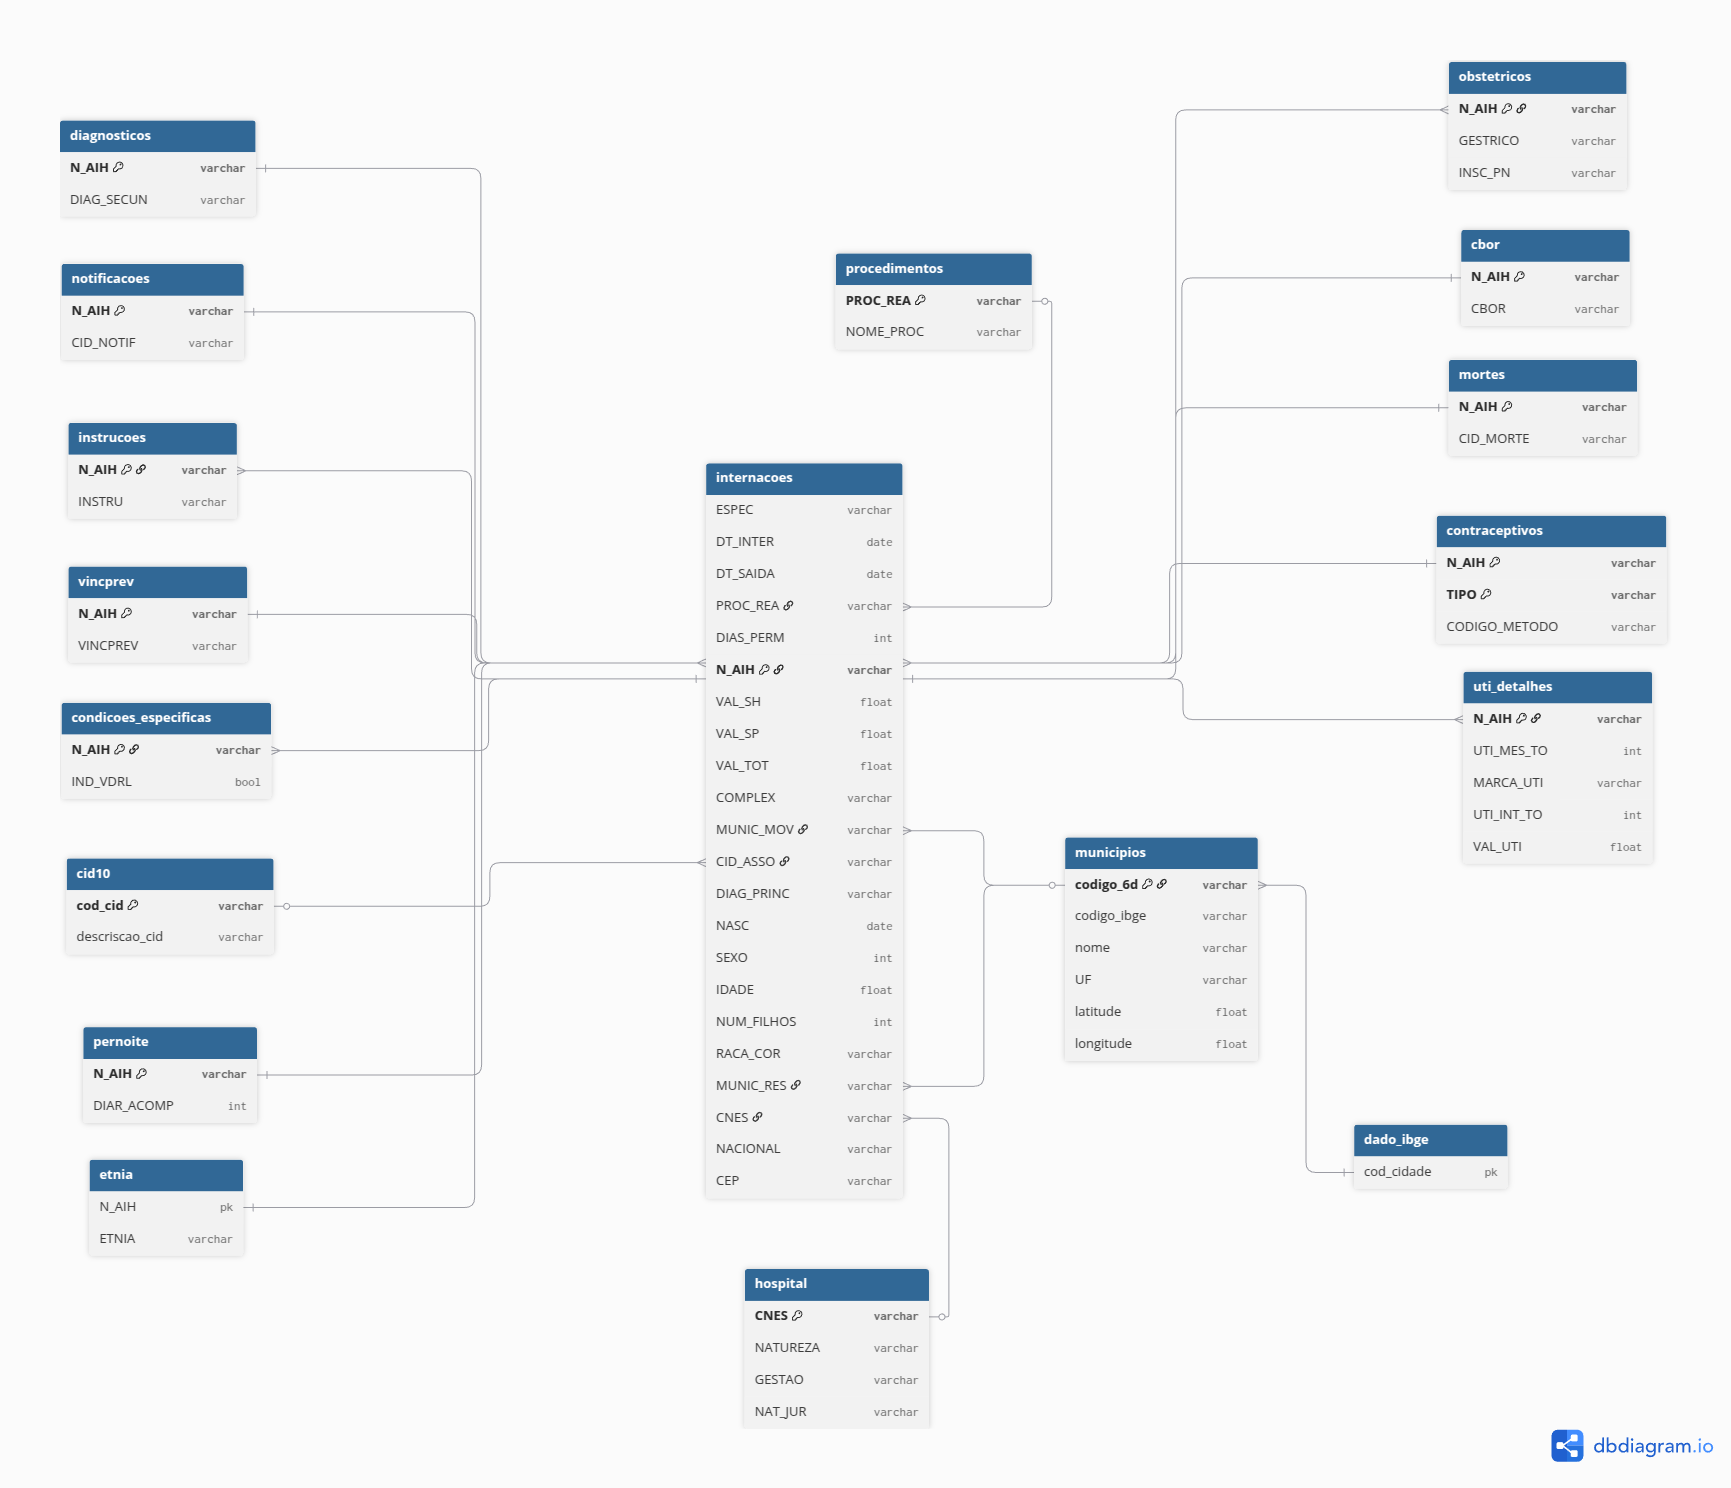 diagnosticos
N_AIH varchar
DIAG_SECUN varchar
notificacoes
N_AIH varchar
CID_NOTIF varchar
instrucoes
N_AIH varchar
INSTRU varchar
vincprev
N_AIH varchar
VINCPREV varchar
condicoes_especificas
N_AIH varchar
IND_VDRL bool
cid10
cod_cid varchar
descriscao_cid varchar
pernoite
N_AIH varchar
DIAR_ACOMP int
etnia
N_AIH pk
ETNIA varchar
procedimentos
PROC_REA varchar
NOME_PROC varchar
internacoes
ESPEC varchar
DT_INTER date
DT_SAIDA date
PROC_REA varchar
DIAS_PERM int
N_AIH varchar
VAL_SH float
VAL_SP float
VAL_TOT float
COMPLEX varchar
MUNIC_MOV varchar
CID_ASSO varchar
DIAG_PRINC varchar
NASC date
SEXO int
IDADE float
NUM_FILHOS int
RACA_COR varchar
MUNIC_RES varchar
CNES varchar
NACIONAL varchar
CEP varchar
hospital
CNES varchar
NATUREZA varchar
GESTAO varchar
NAT_JUR varchar
municipios
codigo_6d varchar
codigo_ibge varchar
nome varchar
UF varchar
latitude float
longitude float
obstetricos
N_AIH varchar
GESTRICO varchar
INSC_PN varchar
cbor
N_AIH varchar
CBOR varchar
mortes
N_AIH varchar
CID_MORTE varchar
contraceptivos
N_AIH varchar
TIPO varchar
CODIGO_METODO varchar
uti_detalhes
N_AIH varchar
UTI_MES_TO int
MARCA_UTI varchar
UTI_INT_TO int
VAL_UTI float
dado_ibge
cod_cidade pk
dbdiagram.io